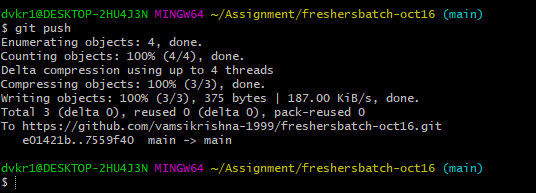 dvkr1@DESKTOP-2HU4J3N MINGW64 ~/Assignment/freshersbatch-oct16 (main)
$ git push
Enumerating objects: 4, done.
Counting objects: 100% (4/4), done.
Delta compression using up to 4 threads
Compressing objects: 100% (3/3), done.
Writing objects: 100% (3/3), 375 bytes | 187.00 KiB/s, done.
Total 3 (delta 0), reused 0 (delta 0), pack-reused 0
To https://github.com/vamsikrishna-1999/freshersbatch-oct16.git
   e01421b..7559f40  main -> main
dvkr1@DESKTOP-2HU4J3N MINGW64 ~/Assignment/freshersbatch-oct16 (main)
$